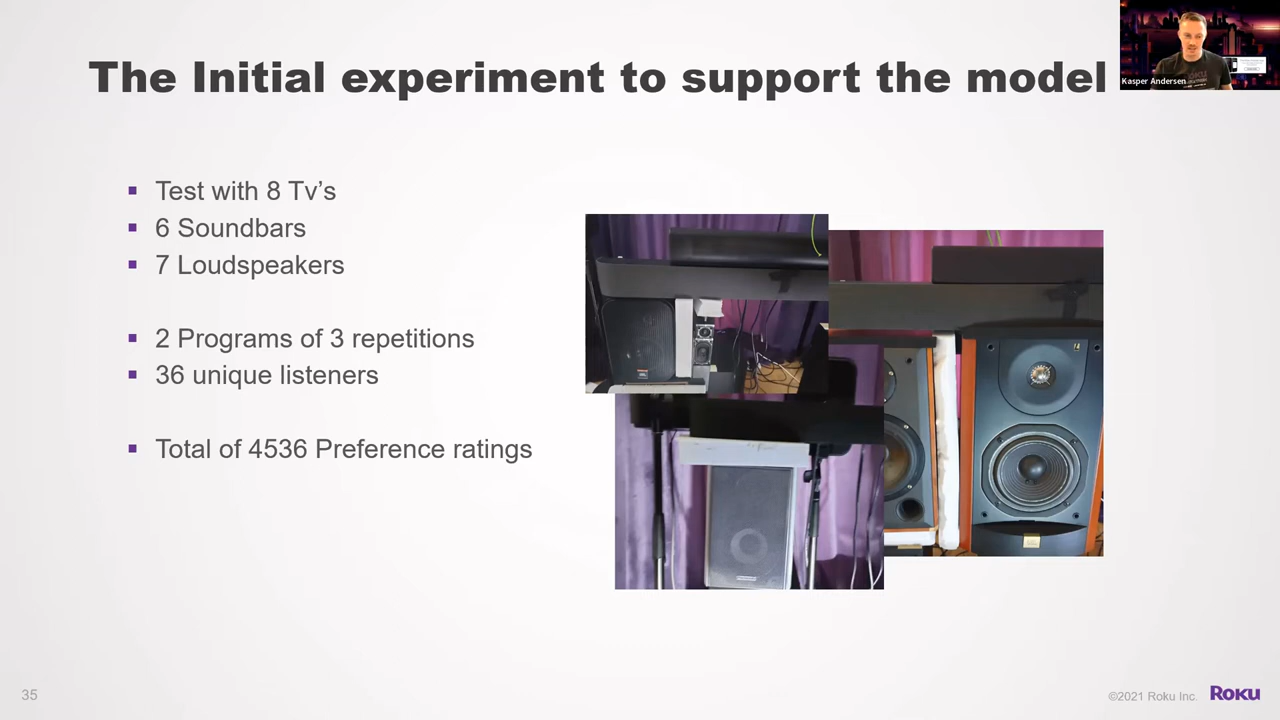 The Initial experiment to support the model
Kasper Andersen
▪ Test with 8 Tv’s
▪ 6 Soundbars
▪ 7 Loudspeakers
▪ 2 Programs of 3 repetitions
▪ 36 unique listeners
▪ Total of 4536 Preference ratings
35
©2021 Roku Inc.
ROKU